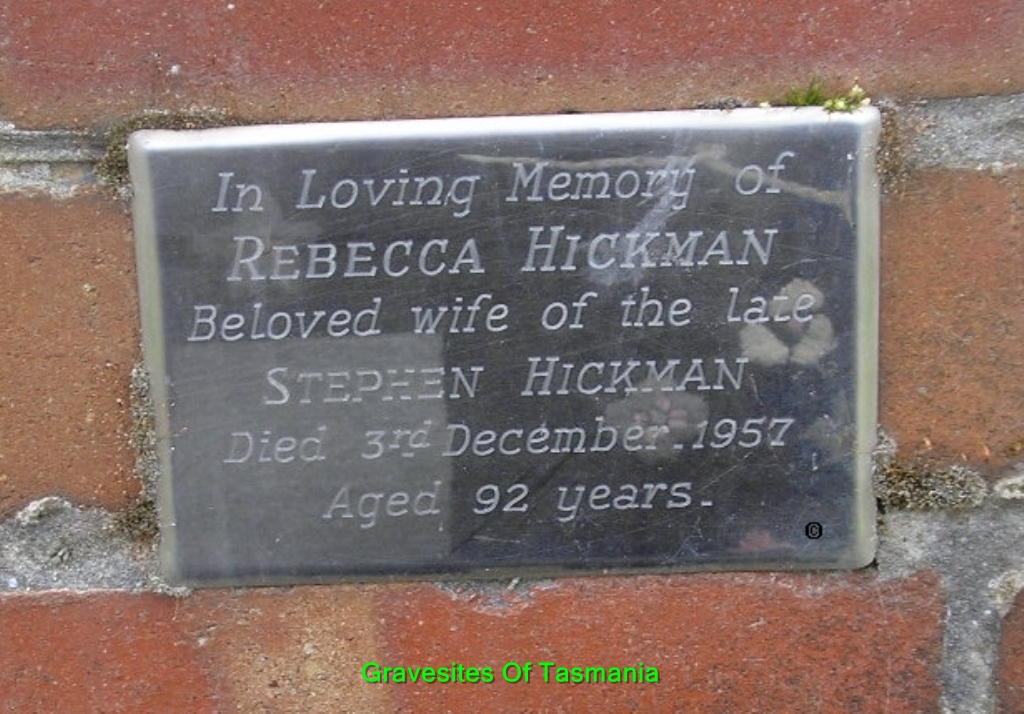 In Loving Memory of
REBECCA HICKMAN
Beloved wife of the late
STEPHEN HICKMAN
Died 3rd December.1957
Aged 92 years.
©
Gravesites Of Tasmania